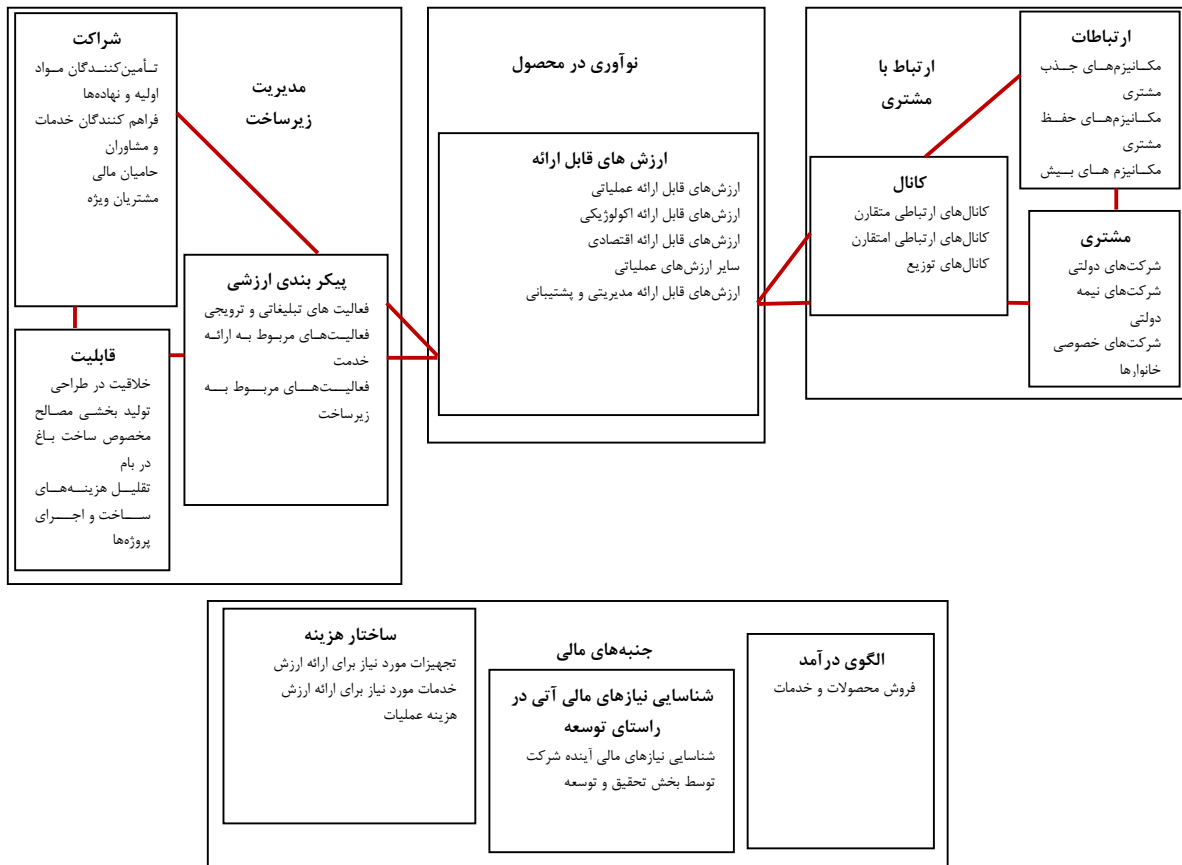 ارتباطات
مکانیزم‌های جذب
مشتری
مکانیزم‌های حفظ
مشتری
مکانیزم های بیش
ارتباط با
مشتری
کانال
کانال‌های ارتباطی متقارن
کانال‌های ارتباطی امتقارن
کانال‌های توزیع
مشتری
شرکت‌های دولتی
شرکت‌های نیمه
دولتی
شرکت‌های خصوصی
خانوارها
نوآوری در محصول
ارزش های قابل ارائه
ارزش‌های قابل ارائه عملیاتی
ارزش‌های قابل ارائه اکولوژیکی
ارزش‌های قابل ارائه اقتصادی
سایر ارزش‌های عملیاتی
ارزش‌های قابل ارائه مدیریتی و پشتیبانی
مدیریت
زیرساخت
شراکت
تأمین‌کنندگان مواد
اولیه و نهاده‌ها
فراهم کنندگان خدمات
و مشاوران
حامیان مالی
مشتریان ویژه
پیکر بندی ارزشی
فعالیت های تبلیغاتی و ترویجی
فعالیت‌های مربوط به ارائه
خدمت
فعالیت‌های مربوط به
زیرساخت
قابلیت
خلاقیت در طراحی
تولید بخشی مصالح
مخصوص ساخت باغ
در بام
تقلیل هزینه‌های
ساخت و اجرای
پروژه‌ها
جنبه‌های مالی
الگوی درآمد
فروش محصولات و خدمات
شناسایی نیازهای مالی آتی در
راستای توسعه
شناسایی نیازهای مالی آینده شرکت
توسط بخش تحقیق و توسعه
ساختار هزینه
تجهیزات مورد نیاز برای ارائه ارزش
خدمات مورد نیاز برای ارائه ارزش
هزینه عملیات